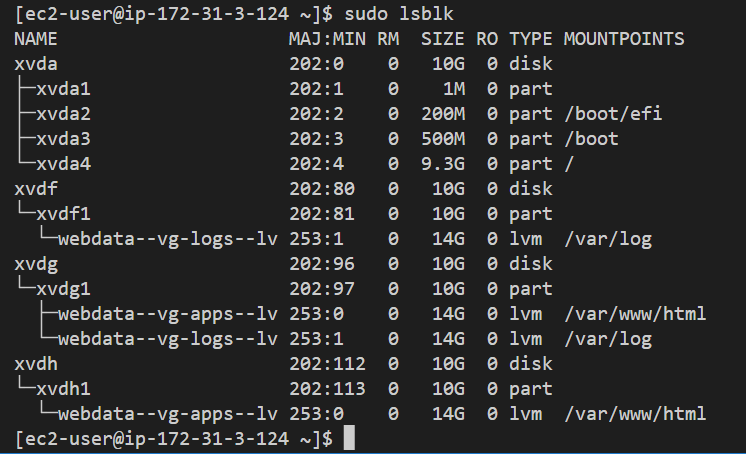 [ec2-user@ip-172-31-3-124 ~]$ sudo lsblk
NAME                       MAJ:MIN RM  SIZE RO TYPE MOUNTPOINTS
xvda                       202:0    0   10G  0 disk
├─xvda1                    202:1    0    1M  0 part
├─xvda2                    202:2    0  200M  0 part /boot/efi
├─xvda3                    202:3    0  500M  0 part /boot
└─xvda4                    202:4    0  9.3G  0 part /
xvdf                       202:80   0   10G  0 disk
└─xvdf1                    202:81   0   10G  0 part
  └─webdata--vg-logs--lv   253:1    0   14G  0 lvm  /var/log
xvdg                       202:96   0   10G  0 disk
└─xvdg1                    202:97   0   10G  0 part
  ├─webdata--vg-apps--lv   253:0    0   14G  0 lvm  /var/www/html
  └─webdata--vg-logs--lv   253:1    0   14G  0 lvm  /var/log
xvdh                       202:112  0   10G  0 disk
└─xvdh1                    202:113  0   10G  0 part
  └─webdata--vg-apps--lv   253:0    0   14G  0 lvm  /var/www/html
[ec2-user@ip-172-31-3-124 ~]$